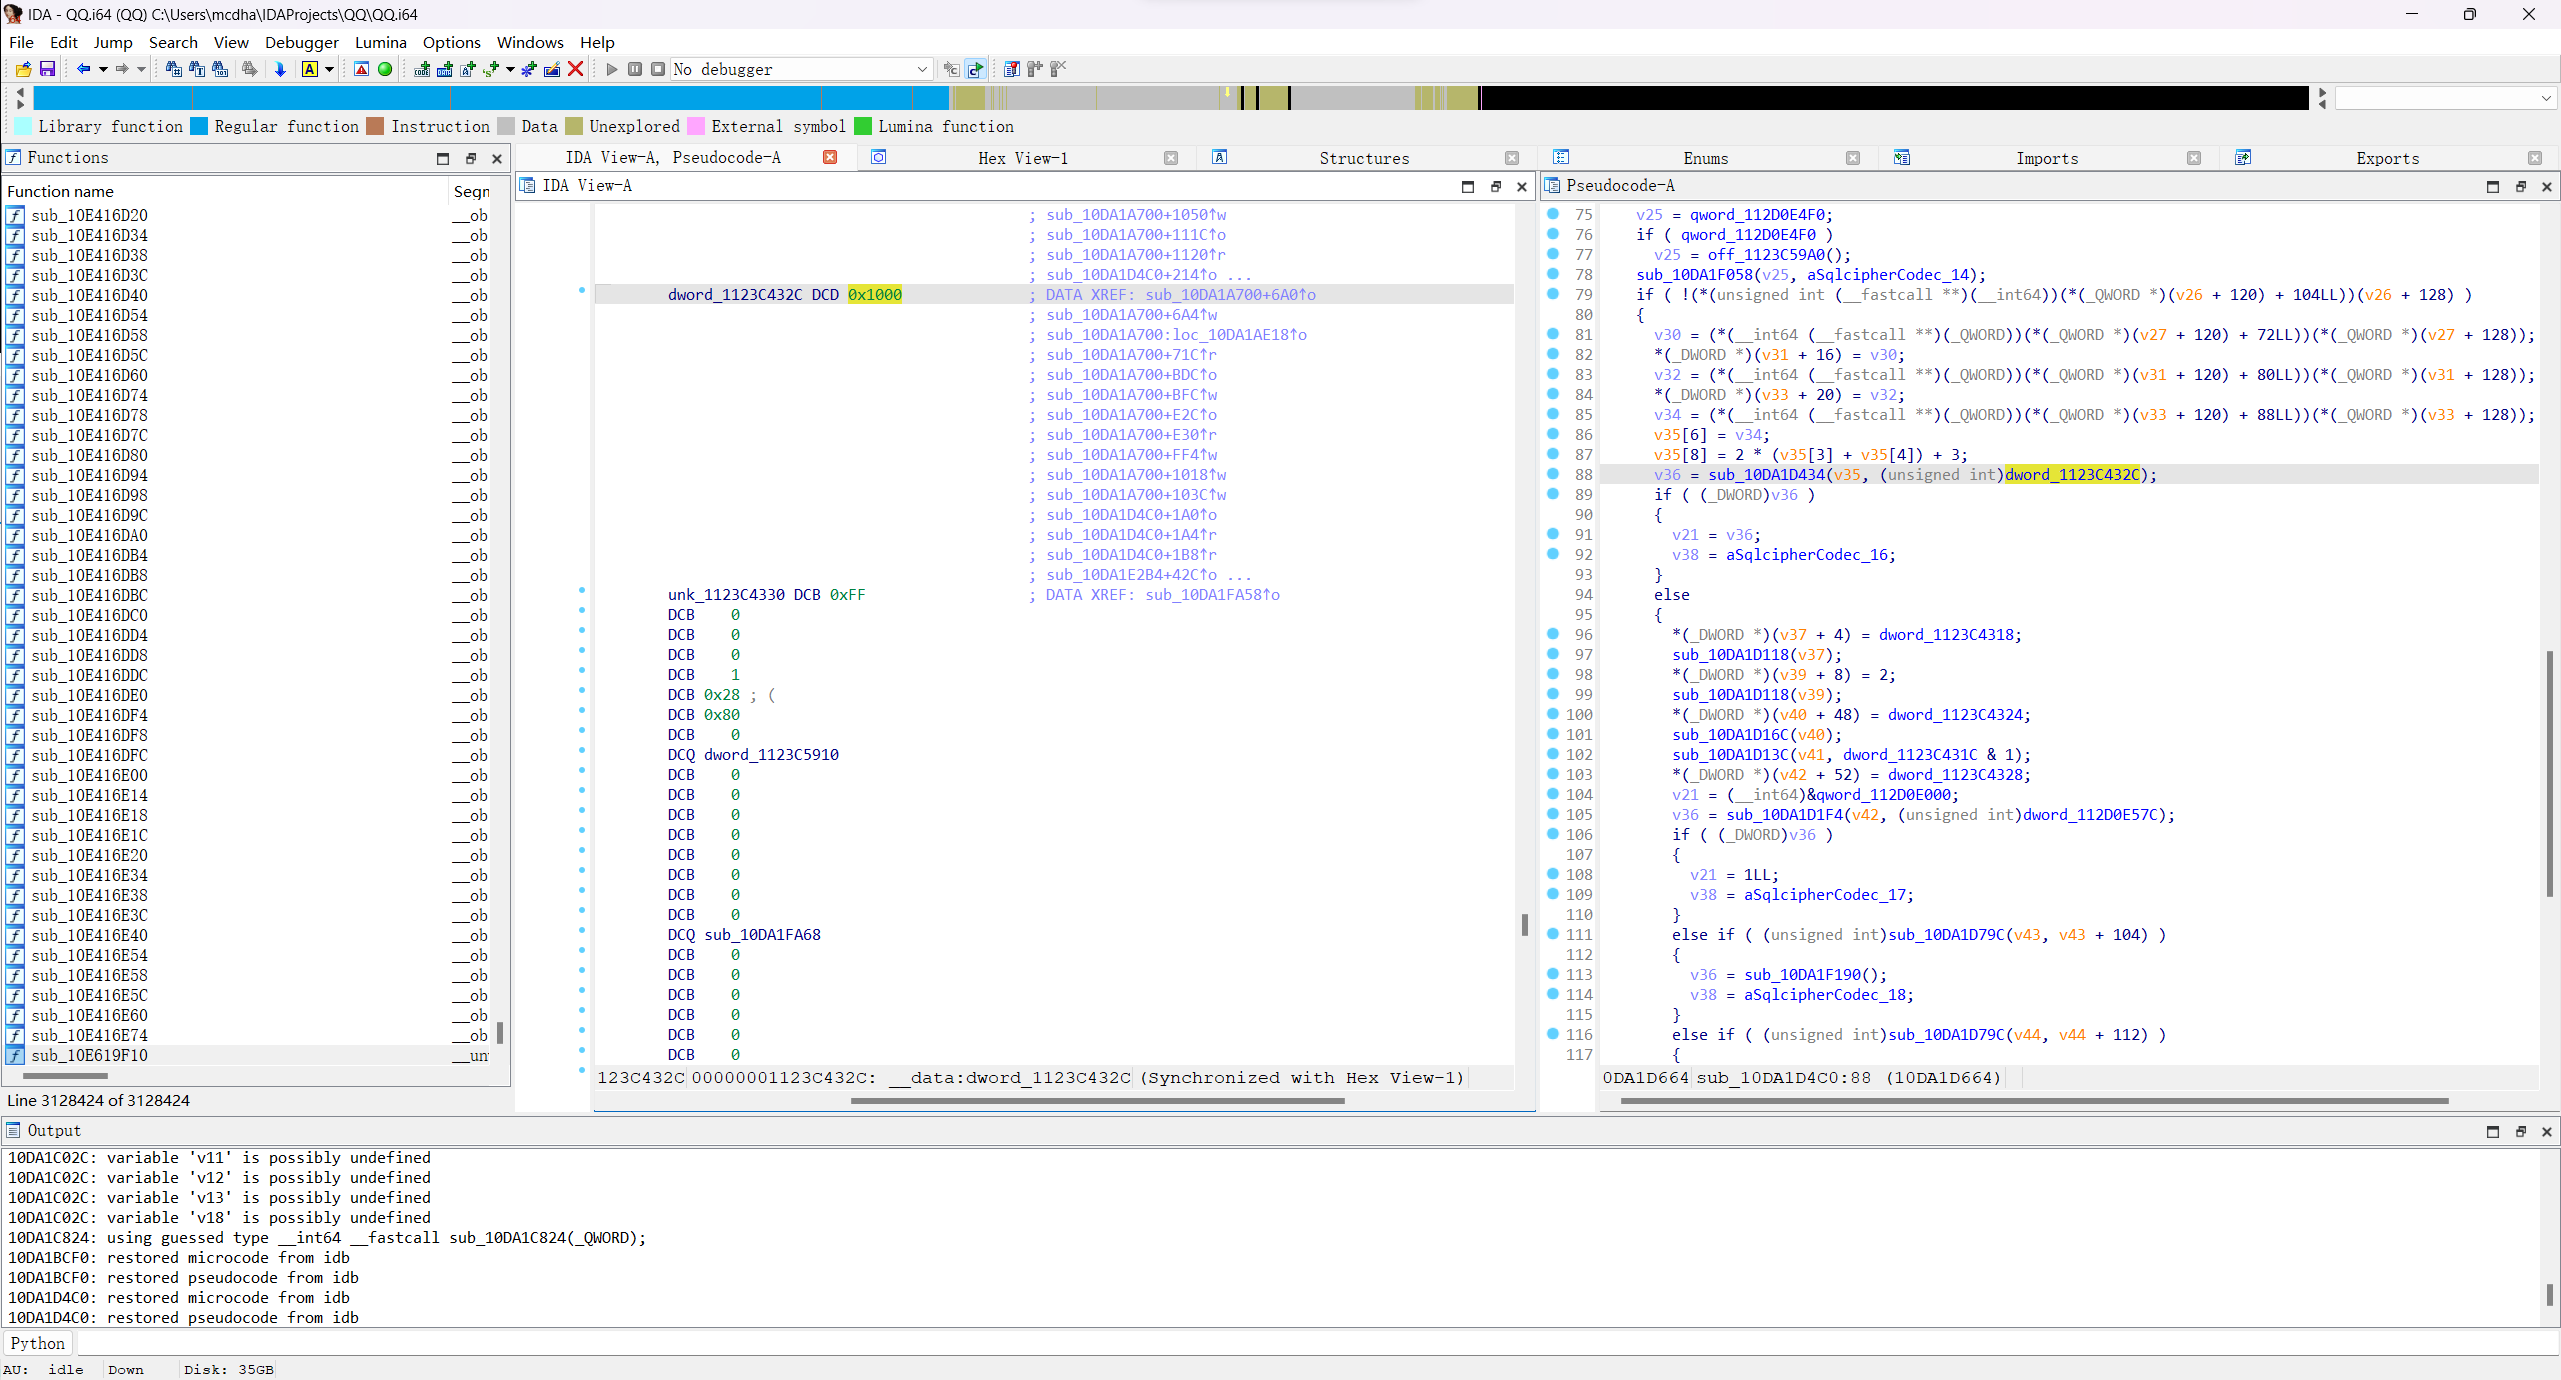 IDA - QQ.i64 (QQ) C:\Users\mcdha\IDAProjects\QQ\QQ.i64
File Edit Jump Search View Debugger Lumina Options Windows Help
No debugger
Library function Regular function Instruction Data Unexplored External symbol Lumina function
Functions
Function name Segn
sub_10E416D20 __ob
sub_10E416D34 __ob
sub_10E416D38 __ob
sub_10E416D3C __ob
sub_10E416D40 __ob
sub_10E416D54 __ob
sub_10E416D58 __ob
sub_10E416D5C __ob
sub_10E416D60 __ob
sub_10E416D74 __ob
sub_10E416D78 __ob
sub_10E416D7C __ob
sub_10E416D80 __ob
sub_10E416D94 __ob
sub_10E416D98 __ob
sub_10E416D9C __ob
sub_10E416DA0 __ob
sub_10E416DB4 __ob
sub_10E416DB8 __ob
sub_10E416DBC __ob
sub_10E416DC0 __ob
sub_10E416DD4 __ob
sub_10E416DD8 __ob
sub_10E416DDC __ob
sub_10E416DE0 __ob
sub_10E416DF4 __ob
sub_10E416DF8 __ob
sub_10E416DFC __ob
sub_10E416E00 __ob
sub_10E416E14 __ob
sub_10E416E18 __ob
sub_10E416E1C __ob
sub_10E416E20 __ob
sub_10E416E34 __ob
sub_10E416E38 __ob
sub_10E416E3C __ob
sub_10E416E40 __ob
sub_10E416E54 __ob
sub_10E416E58 __ob
sub_10E416E5C __ob
sub_10E416E60 __ob
sub_10E416E74 __ob
sub_10E619F10 __un
Line 3128424 of 3128424
IDA View-A, Pseudocode-A Hex View-1 Structures Enums Imports Exports
IDA View-A
; sub_10DA1A700+1050↑w
; sub_10DA1A700+111C↑o
; sub_10DA1A700+1120↑r
; sub_10DA1D4C0+214↑o ...
dword_1123C432C DCD 0x1000 ; DATA XREF: sub_10DA1A700+6A0↑o
; sub_10DA1A700+6A4↑w
; sub_10DA1A700:loc_10DA1AE18↑o
; sub_10DA1A700+71C↑r
; sub_10DA1A700+BDC↑o
; sub_10DA1A700+BFC↑w
; sub_10DA1A700+E2C↑o
; sub_10DA1A700+E30↑r
; sub_10DA1A700+FF4↑w
; sub_10DA1A700+1018↑w
; sub_10DA1A700+103C↑w
; sub_10DA1D4C0+1A0↑o
; sub_10DA1D4C0+1A4↑r
; sub_10DA1D4C0+1B8↑r
; sub_10DA1E2B4+42C↑o ...
unk_1123C4330 DCB 0xFF ; DATA XREF: sub_10DA1FA58↑o
DCB 0
DCB 0
DCB 0
DCB 1
DCB 0x28 ; (
DCB 0x80
DCB 0
DCQ dword_1123C5910
DCB 0
DCB 0
DCB 0
DCB 0
DCB 0
DCB 0
DCB 0
DCB 0
DCQ sub_10DA1FA68
DCB 0
DCB 0
DCB 0
DCB 0
DCB 0
DCB 0
123C432C 00000001123C432C: __data:dword_1123C432C (Synchronized with Hex View-1)
Pseudocode-A
75 v25 = qword_112D0E4F0;
76 if ( qword_112D0E4F0 )
77 v25 = off_1123C59A0();
78 sub_10DA1F058(v25, aSqlcipherCodec_14);
79 if ( !(*(unsigned int (__fastcall **)(__int64))(*(_QWORD *)(v26 + 120) + 104LL))(v26 + 128) )
80 {
81 v30 = (*(__int64 (__fastcall **)(_QWORD))(*(_QWORD *)(v27 + 120) + 72LL))(*(_QWORD *)(v27 + 128));
82 *(_DWORD *)(v31 + 16) = v30;
83 v32 = (*(__int64 (__fastcall **)(_QWORD))(*(_QWORD *)(v31 + 120) + 80LL))(*(_QWORD *)(v31 + 128));
84 *(_DWORD *)(v33 + 20) = v32;
85 v34 = (*(__int64 (__fastcall **)(_QWORD))(*(_QWORD *)(v33 + 120) + 88LL))(*(_QWORD *)(v33 + 128));
86 v35[6] = v34;
87 v35[8] = 2 * (v35[3] + v35[4]) + 3;
88 v36 = sub_10DA1D434(v35, (unsigned int)dword_1123C432C);
89 if ( (_DWORD)v36 )
90 {
91 v21 = v36;
92 v38 = aSqlcipherCodec_16;
93 }
94 else
95 {
96 *(_DWORD *)(v37 + 4) = dword_1123C4318;
97 sub_10DA1D118(v37);
98 *(_DWORD *)(v39 + 8) = 2;
99 sub_10DA1D118(v39);
100 *(_DWORD *)(v40 + 48) = dword_1123C4324;
101 sub_10DA1D16C(v40);
102 sub_10DA1D13C(v41, dword_1123C431C & 1);
103 *(_DWORD *)(v42 + 52) = dword_1123C4328;
104 v21 = (__int64)&qword_112D0E000;
105 v36 = sub_10DA1D1F4(v42, (unsigned int)dword_112D0E57C);
106 if ( (_DWORD)v36 )
107 {
108 v21 = 1LL;
109 v38 = aSqlcipherCodec_17;
110 }
111 else if ( (unsigned int)sub_10DA1D79C(v43, v43 + 104) )
112 {
113 v36 = sub_10DA1F190();
114 v38 = aSqlcipherCodec_18;
115 }
116 else if ( (unsigned int)sub_10DA1D79C(v44, v44 + 112) )
117 {
0DA1D664 sub_10DA1D4C0:88 (10DA1D664)
Output
10DA1C02C: variable 'v11' is possibly undefined
10DA1C02C: variable 'v12' is possibly undefined
10DA1C02C: variable 'v13' is possibly undefined
10DA1C02C: variable 'v18' is possibly undefined
10DA1C824: using guessed type __int64 __fastcall sub_10DA1C824(_QWORD);
10DA1BCF0: restored microcode from idb
10DA1BCF0: restored pseudocode from idb
10DA1D4C0: restored microcode from idb
10DA1D4C0: restored pseudocode from idb
Python
AU: idle Down Disk: 35GB